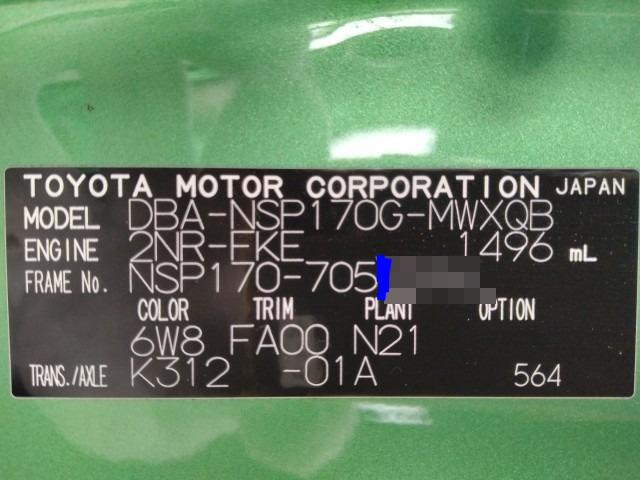 TOYOTA MOTOR CORPORATION JAPAN
MODEL DBA-NSP170G-MWXQB
ENGINE 2NR-FKE 1496 mL
FRAME No. NSP170-705
COLOR TRIM PLANT OPTION
6W8 FA00 N21
TRANS./AXLE K312 -01A 564